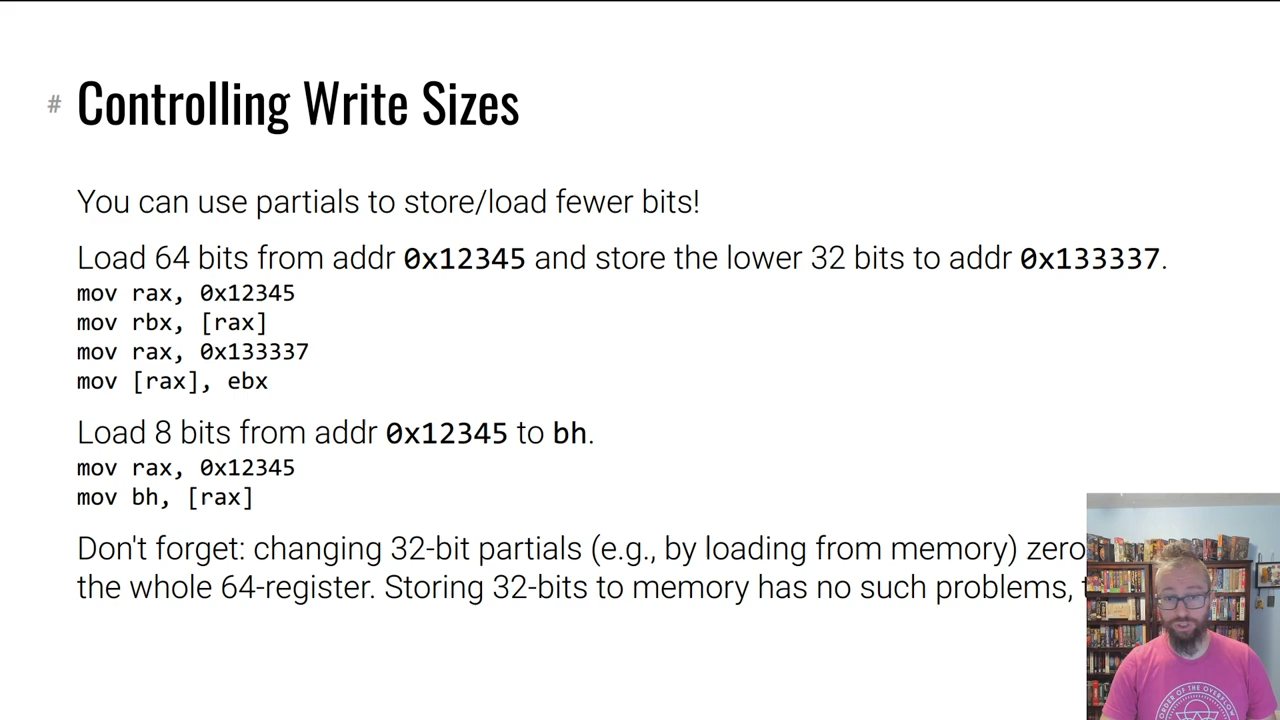 # Controlling Write Sizes
You can use partials to store/load fewer bits!
Load 64 bits from addr 0x12345 and store the lower 32 bits to addr 0x133337.
mov rax, 0x12345
mov rbx, [rax]
mov rax, 0x133337
mov [rax], ebx
Load 8 bits from addr 0x12345 to bh.
mov rax, 0x12345
mov bh, [rax]
Don't forget: changing 32-bit partials (e.g., by loading from memory) zero
the whole 64-register. Storing 32-bits to memory has no such problems,
ORDER OF THE OVERFLOW